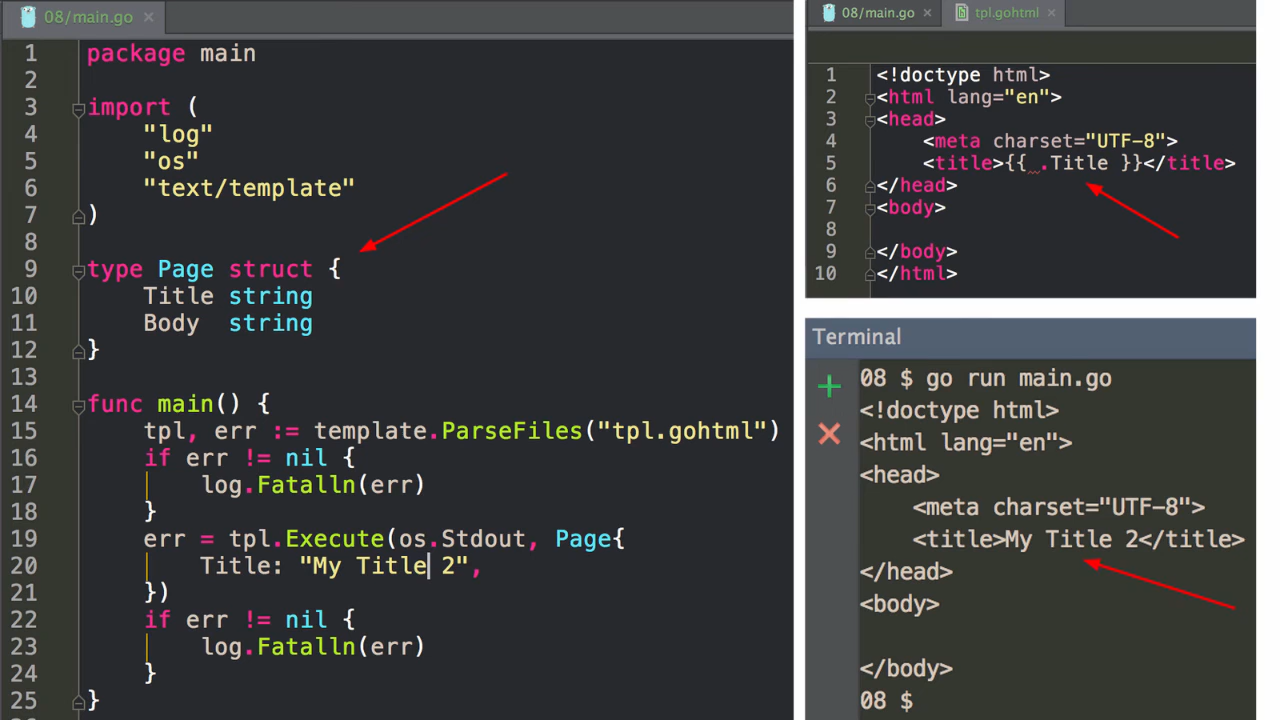 08/main.go ×
1 package main
2
3 import (
4 "log"
5 "os"
6 "text/template"
7 )
8
9 type Page struct {
10 Title string
11 Body string
12 }
13
14 func main() {
15 tpl, err := template.ParseFiles("tpl.gohtml")
16 if err != nil {
17 log.Fatalln(err)
18 }
19 err = tpl.Execute(os.Stdout, Page{
20 Title: "My Title 2",
21 })
22 if err != nil {
23 log.Fatalln(err)
24 }
25 }
08/main.go × tpl.gohtml ×
1 <!doctype html>
2 <html lang="en">
3 <head>
4 <meta charset="UTF-8">
5 <title>{{ .Title }}</title>
6 </head>
7 <body>
8
9 </body>
10 </html>
Terminal
08 $ go run main.go
<!doctype html>
<html lang="en">
<head>
<meta charset="UTF-8">
<title>My Title 2</title>
</head>
<body>
</body>
08 $